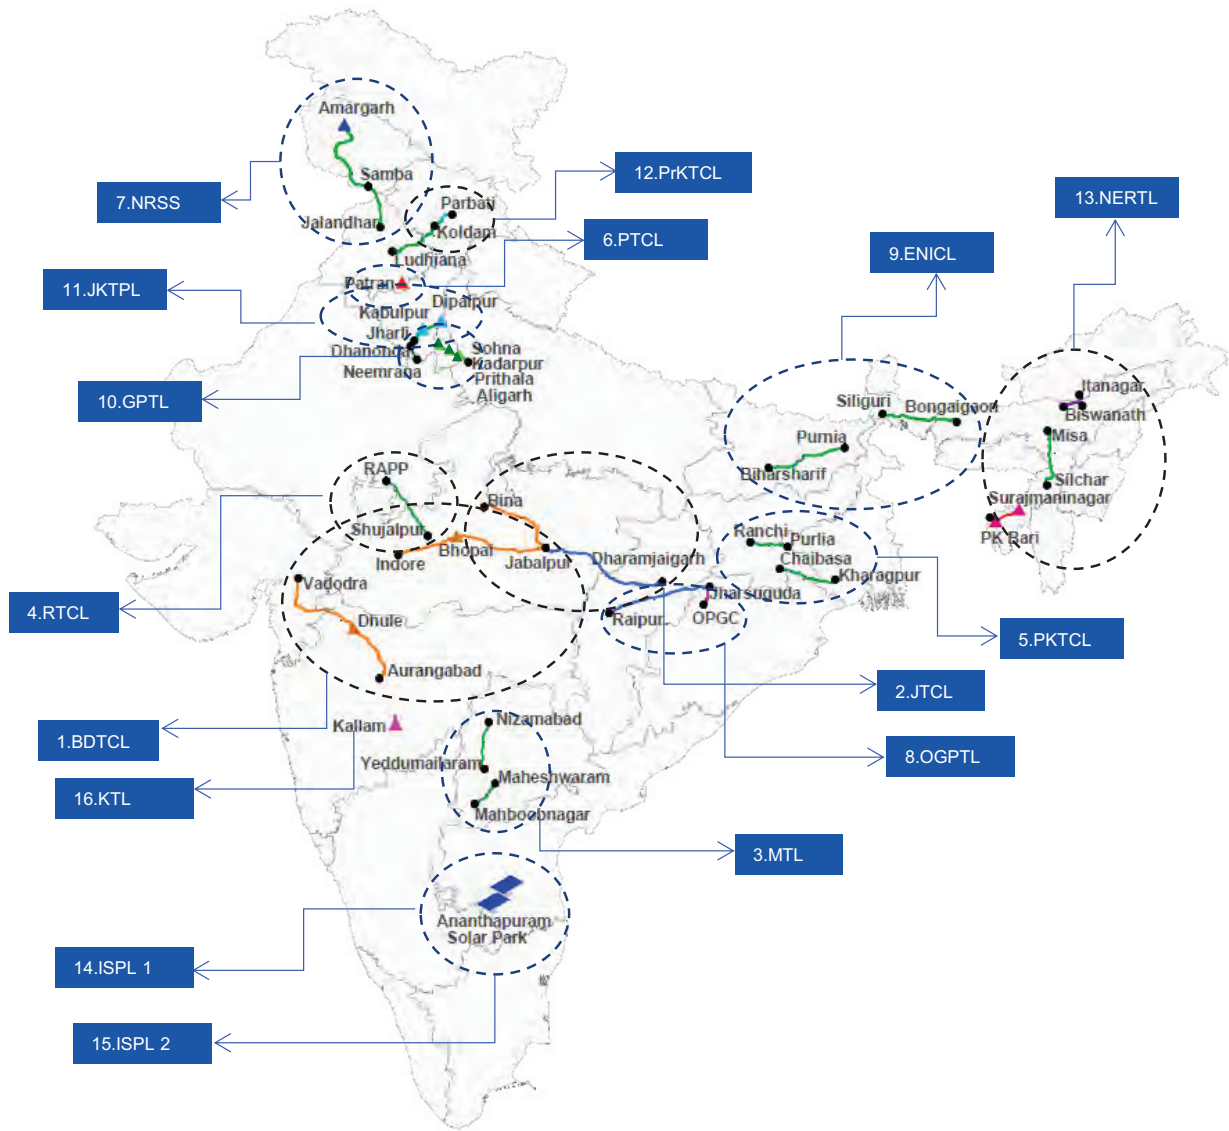 Amargarh
Samba
Jalandhar
7.NRSS
12.PrKTCL
Parbati
Koldam
Ludhiana
6.PTCL
13.NERTL
9.ENICL
Patran
11.JKTPL
Dipalpur
Kabulpur
Jharli
Dhanonda
Neemrana
Sohna
Kadarpur
Prithala
Aligarh
10.GPTL
Siliguri
Bongaigaon
Purnia
Biharsharif
Itanagar
Biswanath
Misa
Silchar
Surajmaninagar
PK Bari
RAPP
Shujalpur
Bina
Bhopal
Indore
Jabalpur
Dharamjaigarh
Ranchi
Purlia
Chaibasa
Kharagpur
Jharsuguda
OPGC
Raipur
Vadodra
Dhule
Aurangabad
4.RTCL
5.PKTCL
2.JTCL
1.BDTCL
8.OGPTL
Kallam
16.KTL
Nizamabad
Yeddumailaram
Maheshwaram
Mahboobnagar
3.MTL
Ananthapuram
Solar Park
14.ISPL 1
15.ISPL 2